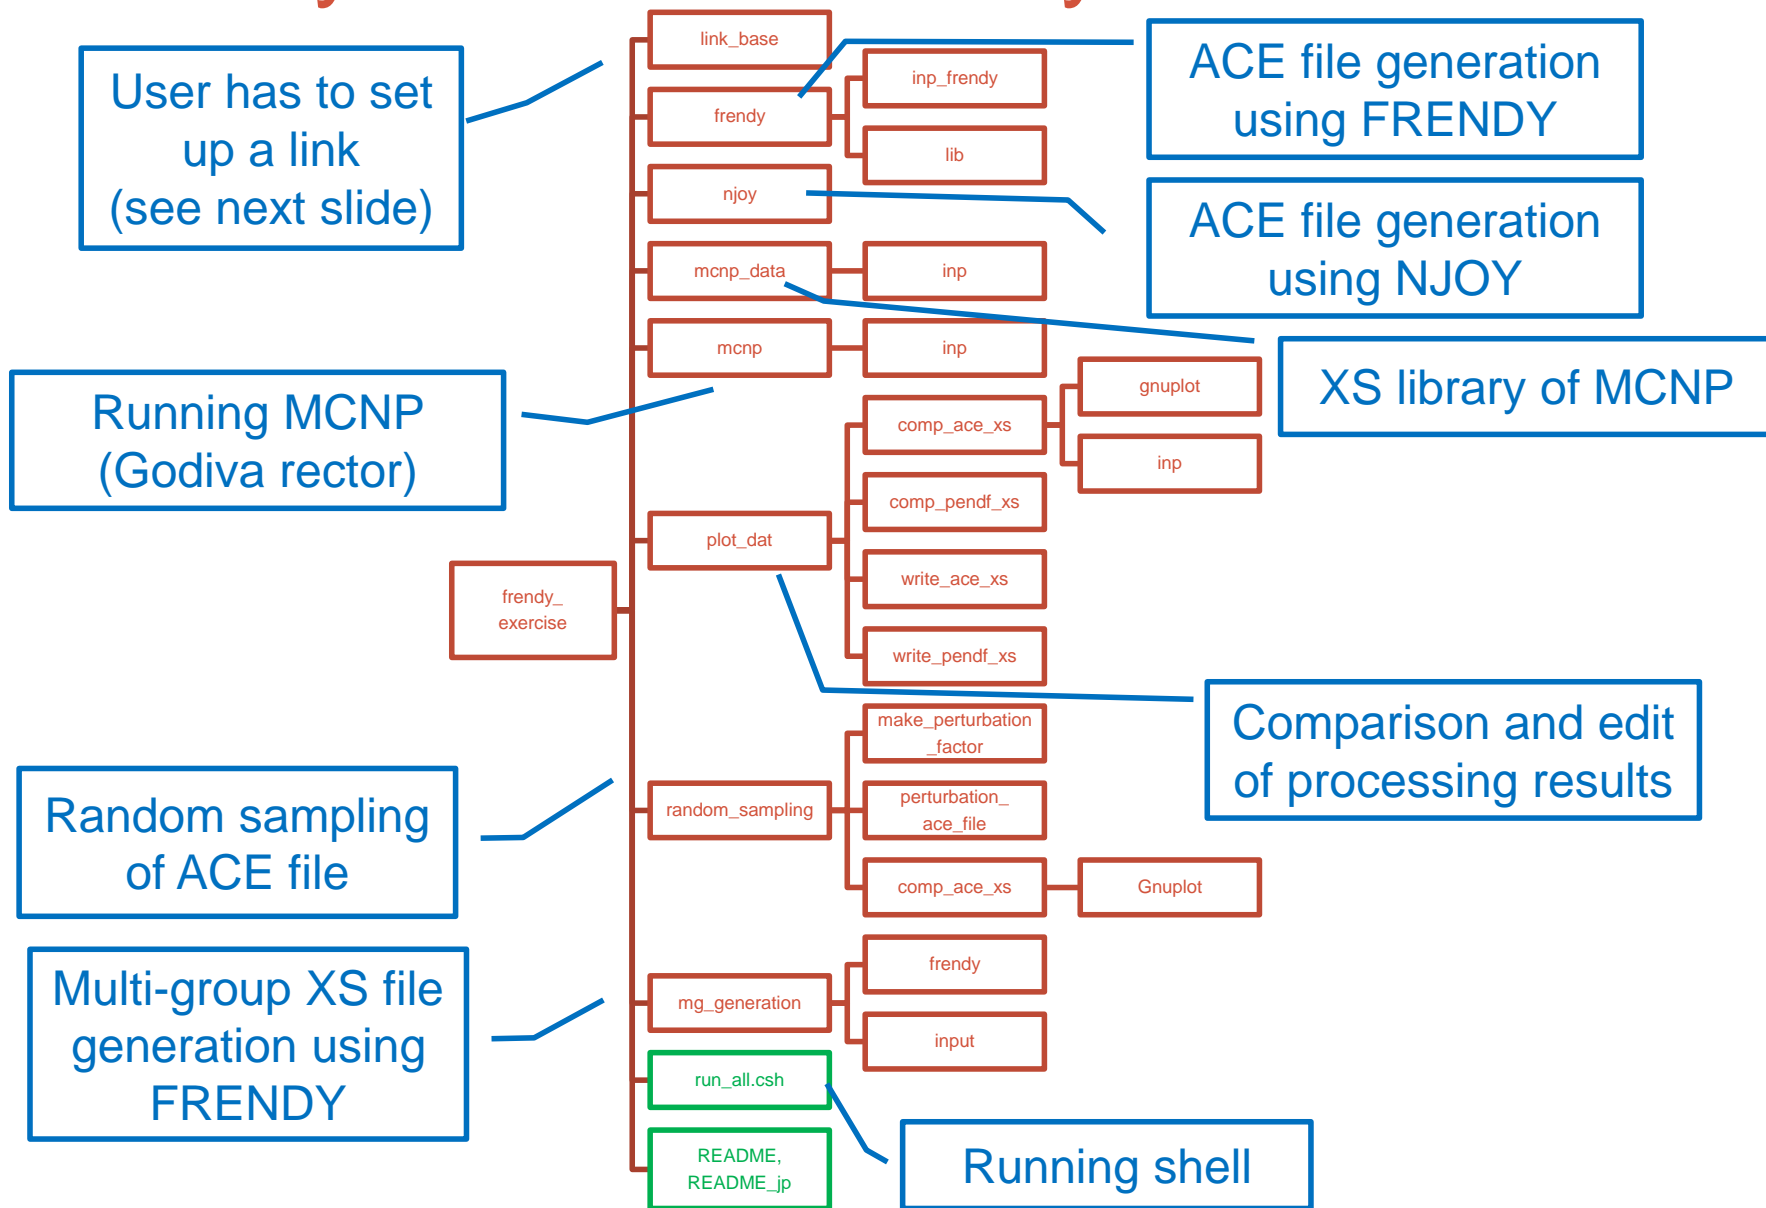 link_base
User has to set
up a link
(see next slide)
frendy
inp_frendy
lib
ACE file generation
using FRENDY
njoy
ACE file generation
using NJOY
mcnp_data
inp
mcnp
inp
XS library of MCNP
Running MCNP
(Godiva rector)
plot_dat
comp_ace_xs
gnuplot
inp
comp_pendf_xs
write_ace_xs
write_pendf_xs
frendy_
exercise
Comparison and edit
of processing results
Random sampling
of ACE file
random_sampling
make_perturbation
_factor
perturbation_
ace_file
comp_ace_xs
Gnuplot
Multi-group XS file
generation using
FRENDY
mg_generation
frendy
input
run_all.csh
README,
README_jp
Running shell